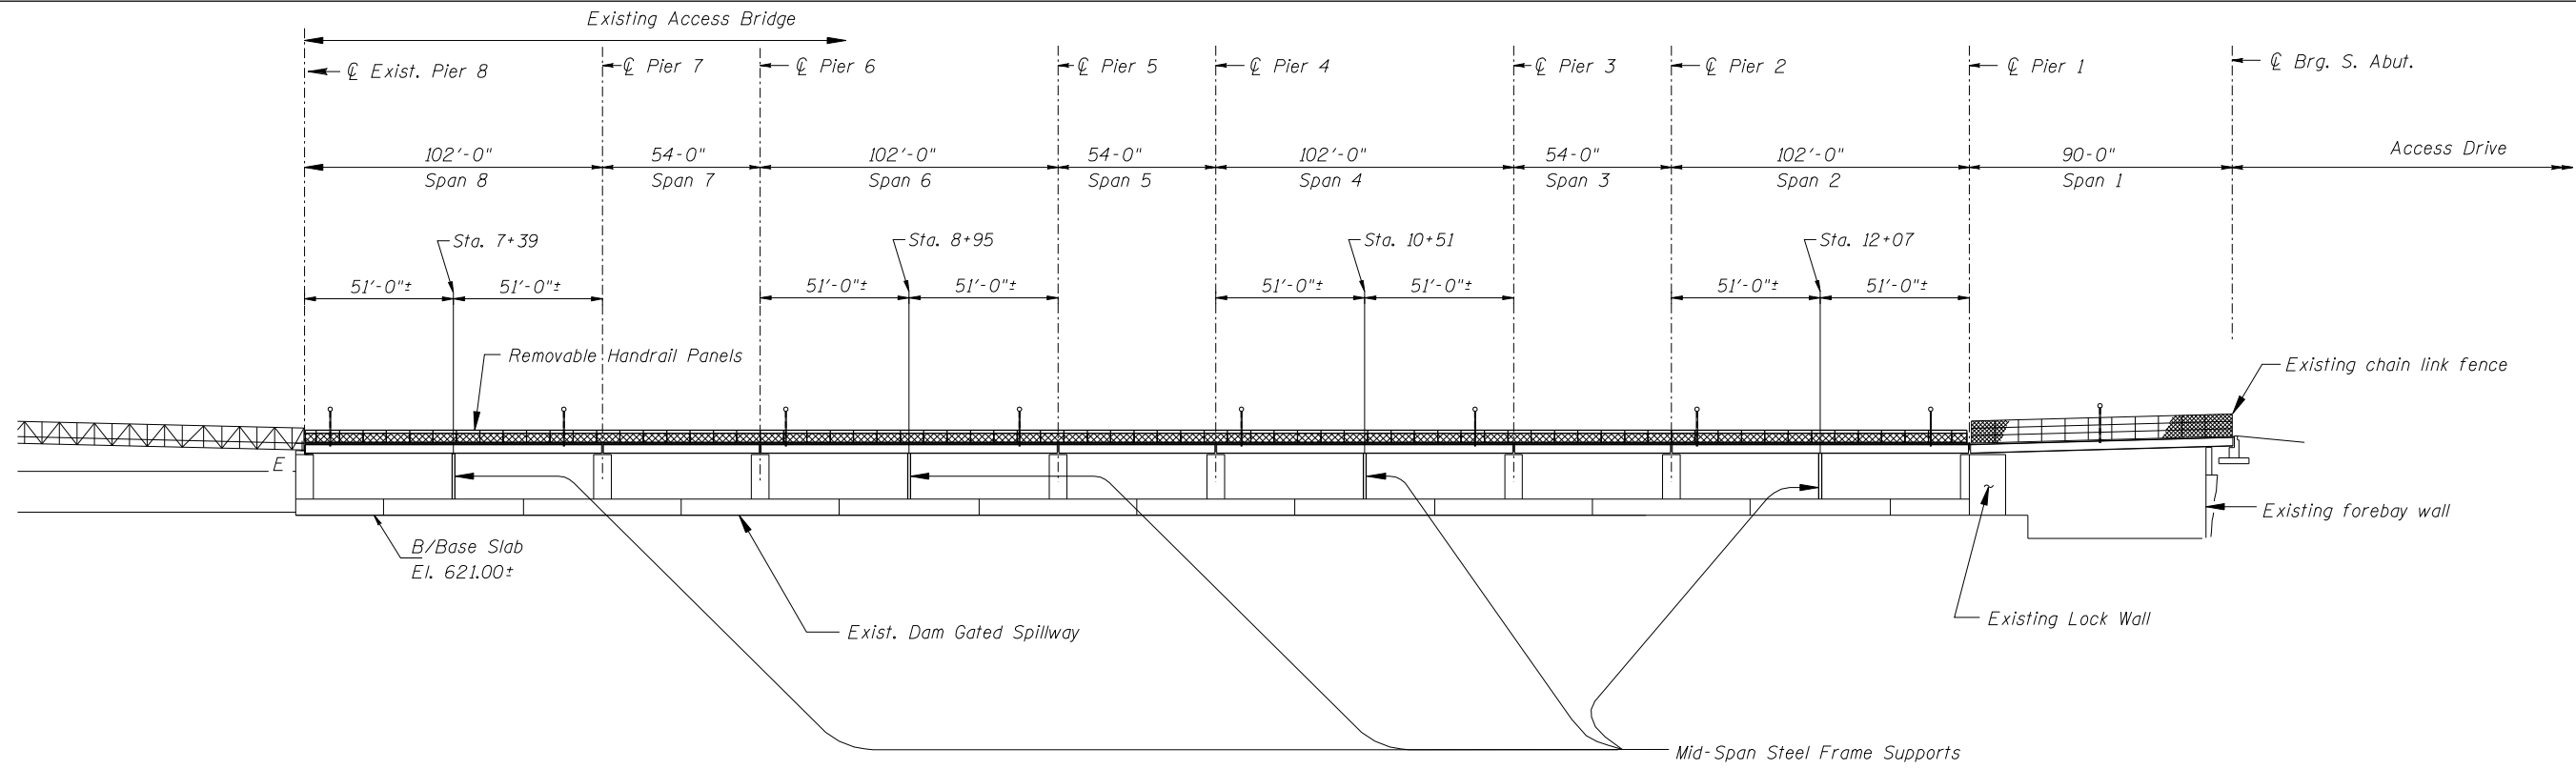 Existing Access Bridge
℄ Exist. Pier 8
℄ Pier 7
℄ Pier 6
℄ Pier 5
℄ Pier 4
℄ Pier 3
℄ Pier 2
℄ Pier 1
℄ Brg. S. Abut.
102'-0"
54-0"
102'-0"
54-0"
102'-0"
54-0"
102'-0"
90-0"
Access Drive
Span 8
Span 7
Span 6
Span 5
Span 4
Span 3
Span 2
Span 1
Sta. 7+39
Sta. 8+95
Sta. 10+51
Sta. 12+07
51'-0"±
51'-0"±
51'-0"±
51'-0"±
51'-0"±
51'-0"±
51'-0"±
51'-0"±
Removable Handrail Panels
Existing chain link fence
E
Existing forebay wall
B/Base Slab
El. 621.00±
Exist. Dam Gated Spillway
Existing Lock Wall
Mid-Span Steel Frame Supports